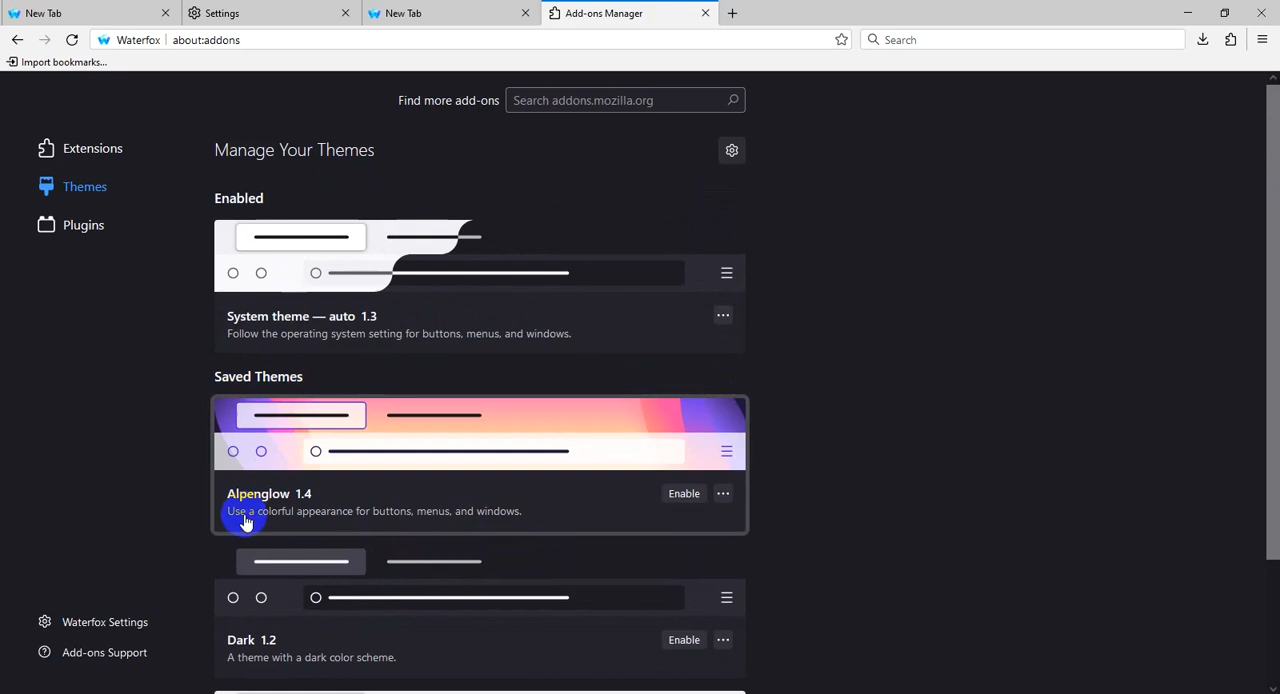 New Tab
Settings
New Tab
Add-ons Manager
Waterfox
about:addons
Search
Import bookmarks...
Find more add-ons
Search addons.mozilla.org
Extensions
Themes
Plugins
Manage Your Themes
Enabled
System theme — auto 1.3
Follow the operating system setting for buttons, menus, and windows.
Saved Themes
Alpenglow 1.4
Enable
Use a colorful appearance for buttons, menus, and windows.
Dark 1.2
Enable
A theme with a dark color scheme.
Waterfox Settings
Add-ons Support